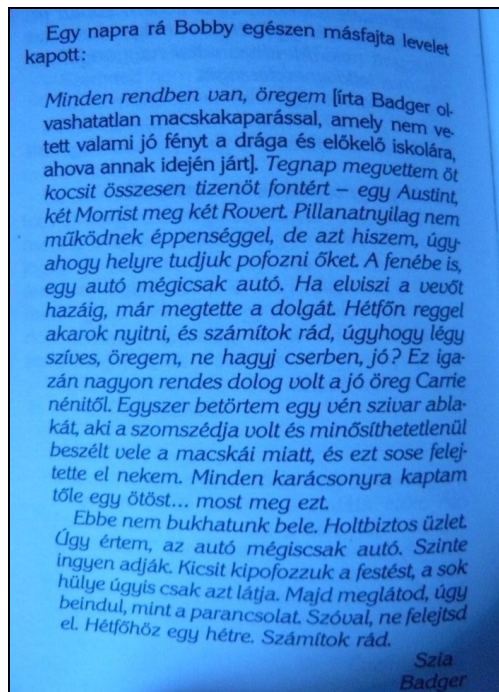 Egy napra rá Bobby egészen másfajta levelet
kapott:
Minden rendben van, öregem [írta Badger ol-
vashatatlan macskakaparással, amely nem ve-
tett valami jó fényt a drága és előkelő iskolára,
ahova annak idején járt]. Tegnap megvettem öt
kocsit összesen tizenöt fontért – egy Austint,
két Morrist meg két Rovert. Pillanatnyilag nem
működnek éppenséggel, de azt hiszem, úgy-
ahogy helyre tudjuk pofozni őket. A fenébe is,
egy autó mégicsak autó. Ha elviszi a vevőt
hazáig, már megtette a dolgát. Hétfőn reggel
akarok nyitni, és számítok rád, úgyhogy légy
szíves, öregem, ne hagyj cserben, jó? Ez iga-
zán nagyon rendes dolog volt a jó öreg Carrie
nénitől. Egyszer betörtem egy vén szivar abla-
kát, aki a szomszédja volt és minősíthetetlenül
beszélt vele a macskái miatt, és ezt sose felej-
tette el nekem. Minden karácsonyra kaptam
tőle egy ötöst... most meg ezt.
Ebbe nem bukhatunk bele. Holtbiztos üzlet.
Úgy értem, az autó mégiscsak autó. Szinte
ingyen adják. Kicsit kipofozzuk a festést, a sok
hülye úgyis csak azt látja. Majd meglátod, úgy
beindul, mint a parancsolat. Szóval, ne felejtsd
el. Hétfőhöz egy hétre. Számítok rád.
Szia
Badger